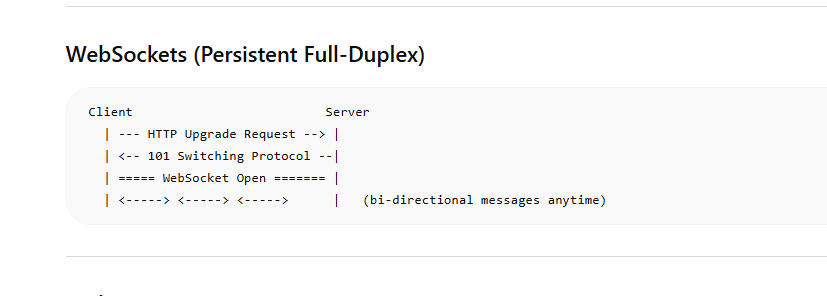 WebSockets (Persistent Full-Duplex)
Client                          Server
  | --- HTTP Upgrade Request --> |
  | <-- 101 Switching Protocol --|
  | ===== WebSocket Open ======= |
  | <-----> <-----> <----->      |   (bi-directional messages anytime)